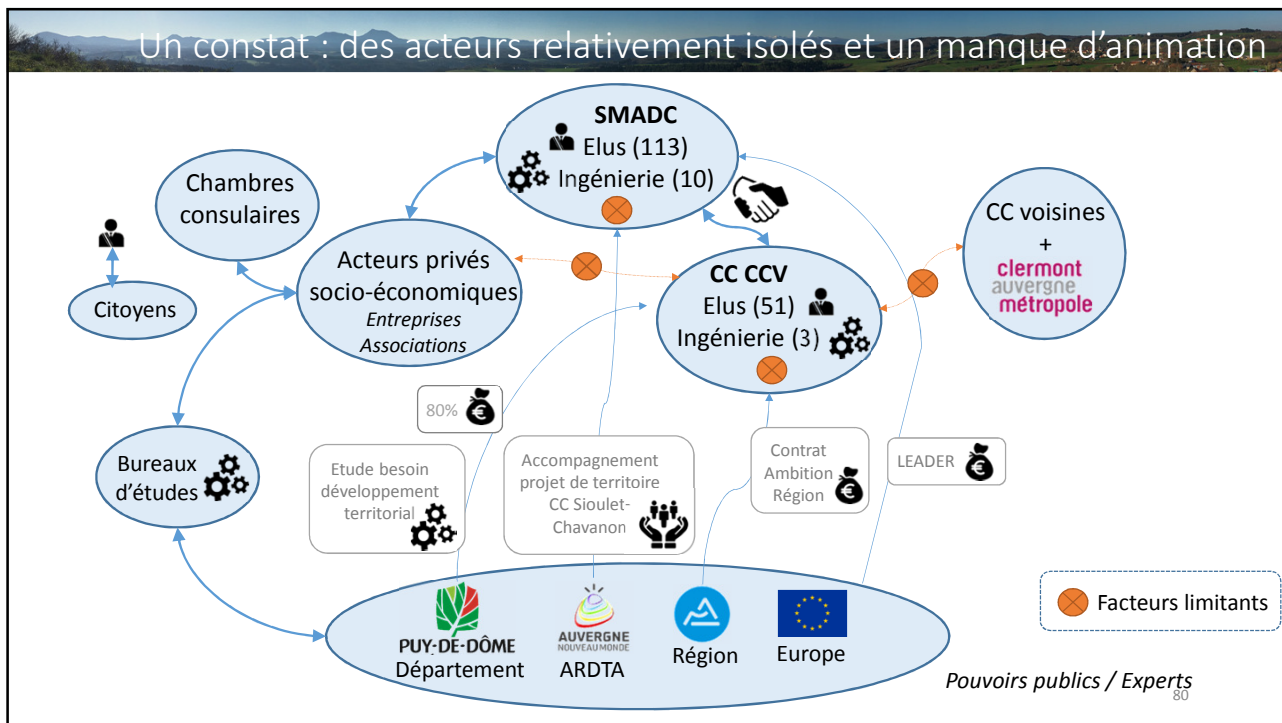 Un constat : des acteurs relativement isolés et un manque d'animation
SMADC
Elus (113)
Ingénierie (10)
Chambres
consulaires
Citoyens
Acteurs privés
socio-économiques
Entreprises
Associations
CC CCV
Elus (51)
Ingénierie (3)
CC voisines
+
clermont
auvergne
métropole
80%
€
Bureaux
d'études
Etude besoin
développement
territorial
Accompagnement
projet de territoire
CC Sioulet-
Chavanon
Contrat
Ambition
Région
€
LEADER
€
PUY-DE-DÔME
Département
AUVERGNE
NOUVEAU MONDE
ARDTA
Région
Europe
Facteurs limitants
Pouvoirs publics / Experts
80